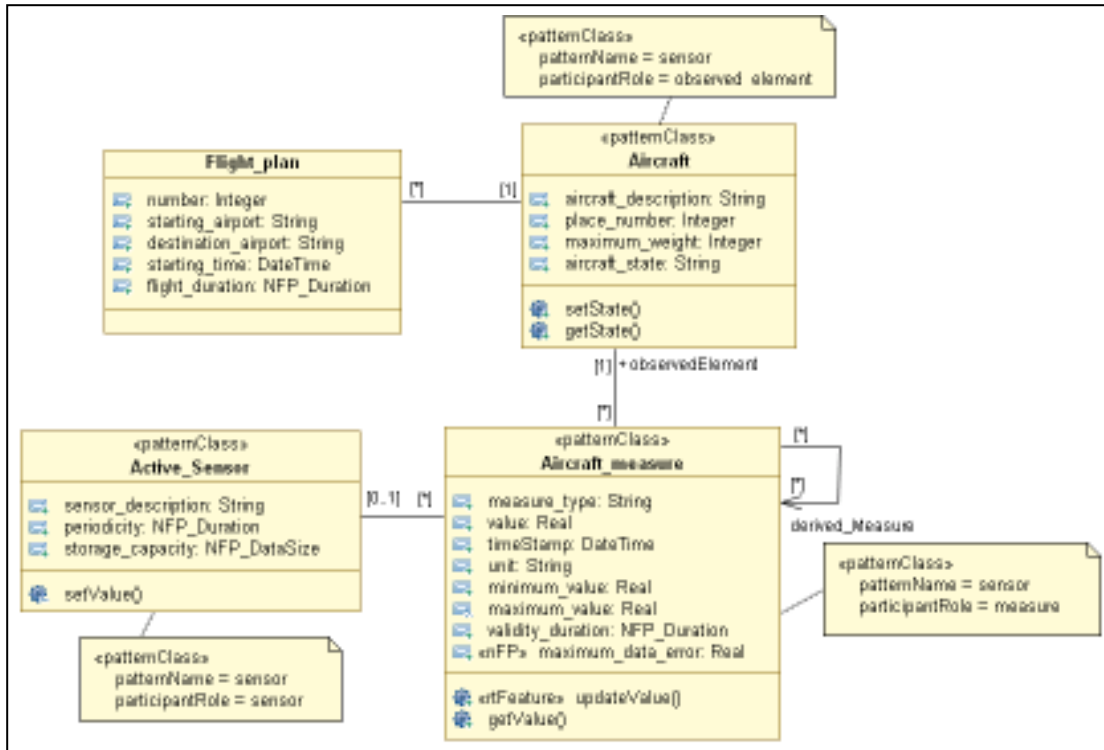 «patternClass»
patternName = sensor
participantRole = observed_element
«patternClass»
Aircraft
aircraft_description: String
place_number: Integer
maximum_weight: Integer
aircraft_state: String
setState()
getState()
Flight_plan
number: Integer
starting_airport: String
destination_airport: String
starting_time: DateTime
flight_duration: NFP_Duration
[*]
[1]
[1]
+ observedElement
[*]
«patternClass»
Active_Sensor
sensor_description: String
periodicity: NFP_Duration
storage_capacity: NFP_DataSize
setValue()
[0..1]
[*]
«patternClass»
Aircraft_measure
measure_type: String
value: Real
timeStamp: DateTime
unit: String
minimum_value: Real
maximum_value: Real
validity_duration: NFP_Duration
«nFP» maximum_data_error: Real
«rtFeature» updateValue()
getValue()
[*]
[*]
derived_Measure
«patternClass»
patternName = sensor
participantRole = measure
«patternClass»
patternName = sensor
participantRole = sensor